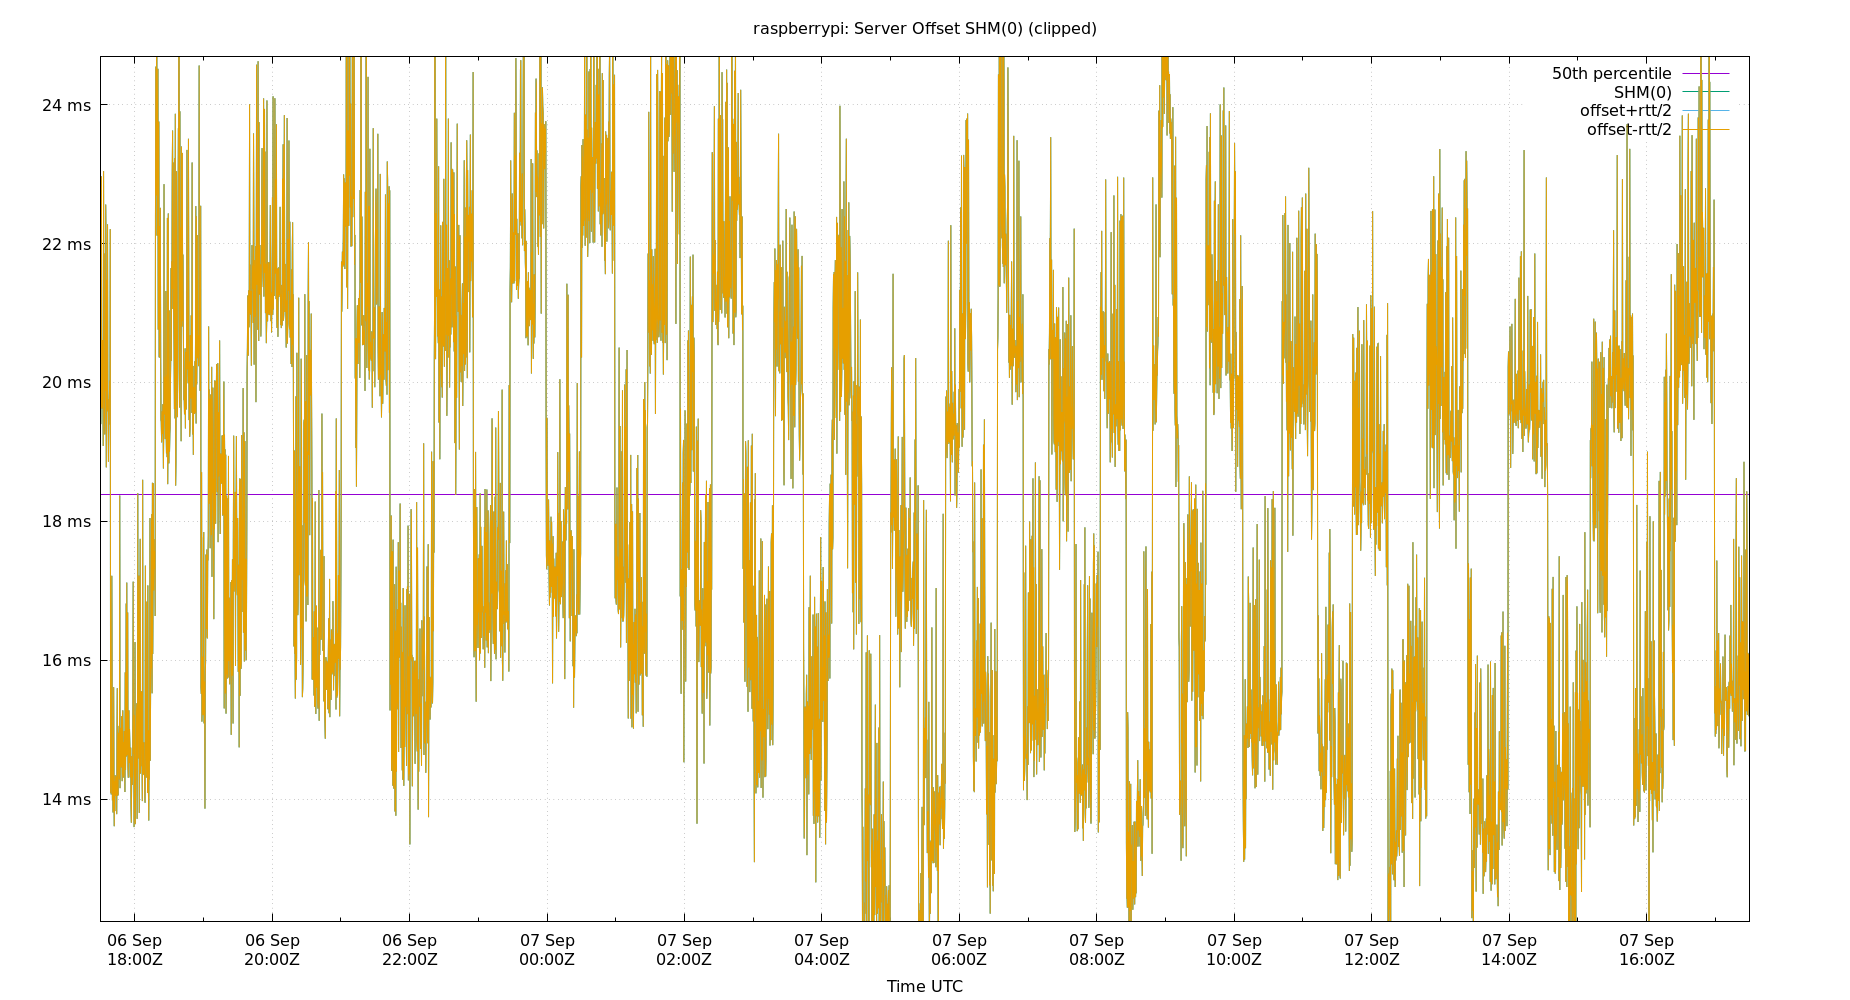 raspberrypi: Server Offset SHM(0) (clipped)
50th percentile
SHM(0)
offset+rtt/2
offset-rtt/2
24 ms
22 ms
20 ms
18 ms
16 ms
14 ms
06 Sep 06 Sep 06 Sep 07 Sep 07 Sep 07 Sep 07 Sep 07 Sep 07 Sep 07 Sep 07 Sep 07 Sep
18:00Z 20:00Z 22:00Z 00:00Z 02:00Z 04:00Z 06:00Z 08:00Z 10:00Z 12:00Z 14:00Z 16:00Z
Time UTC